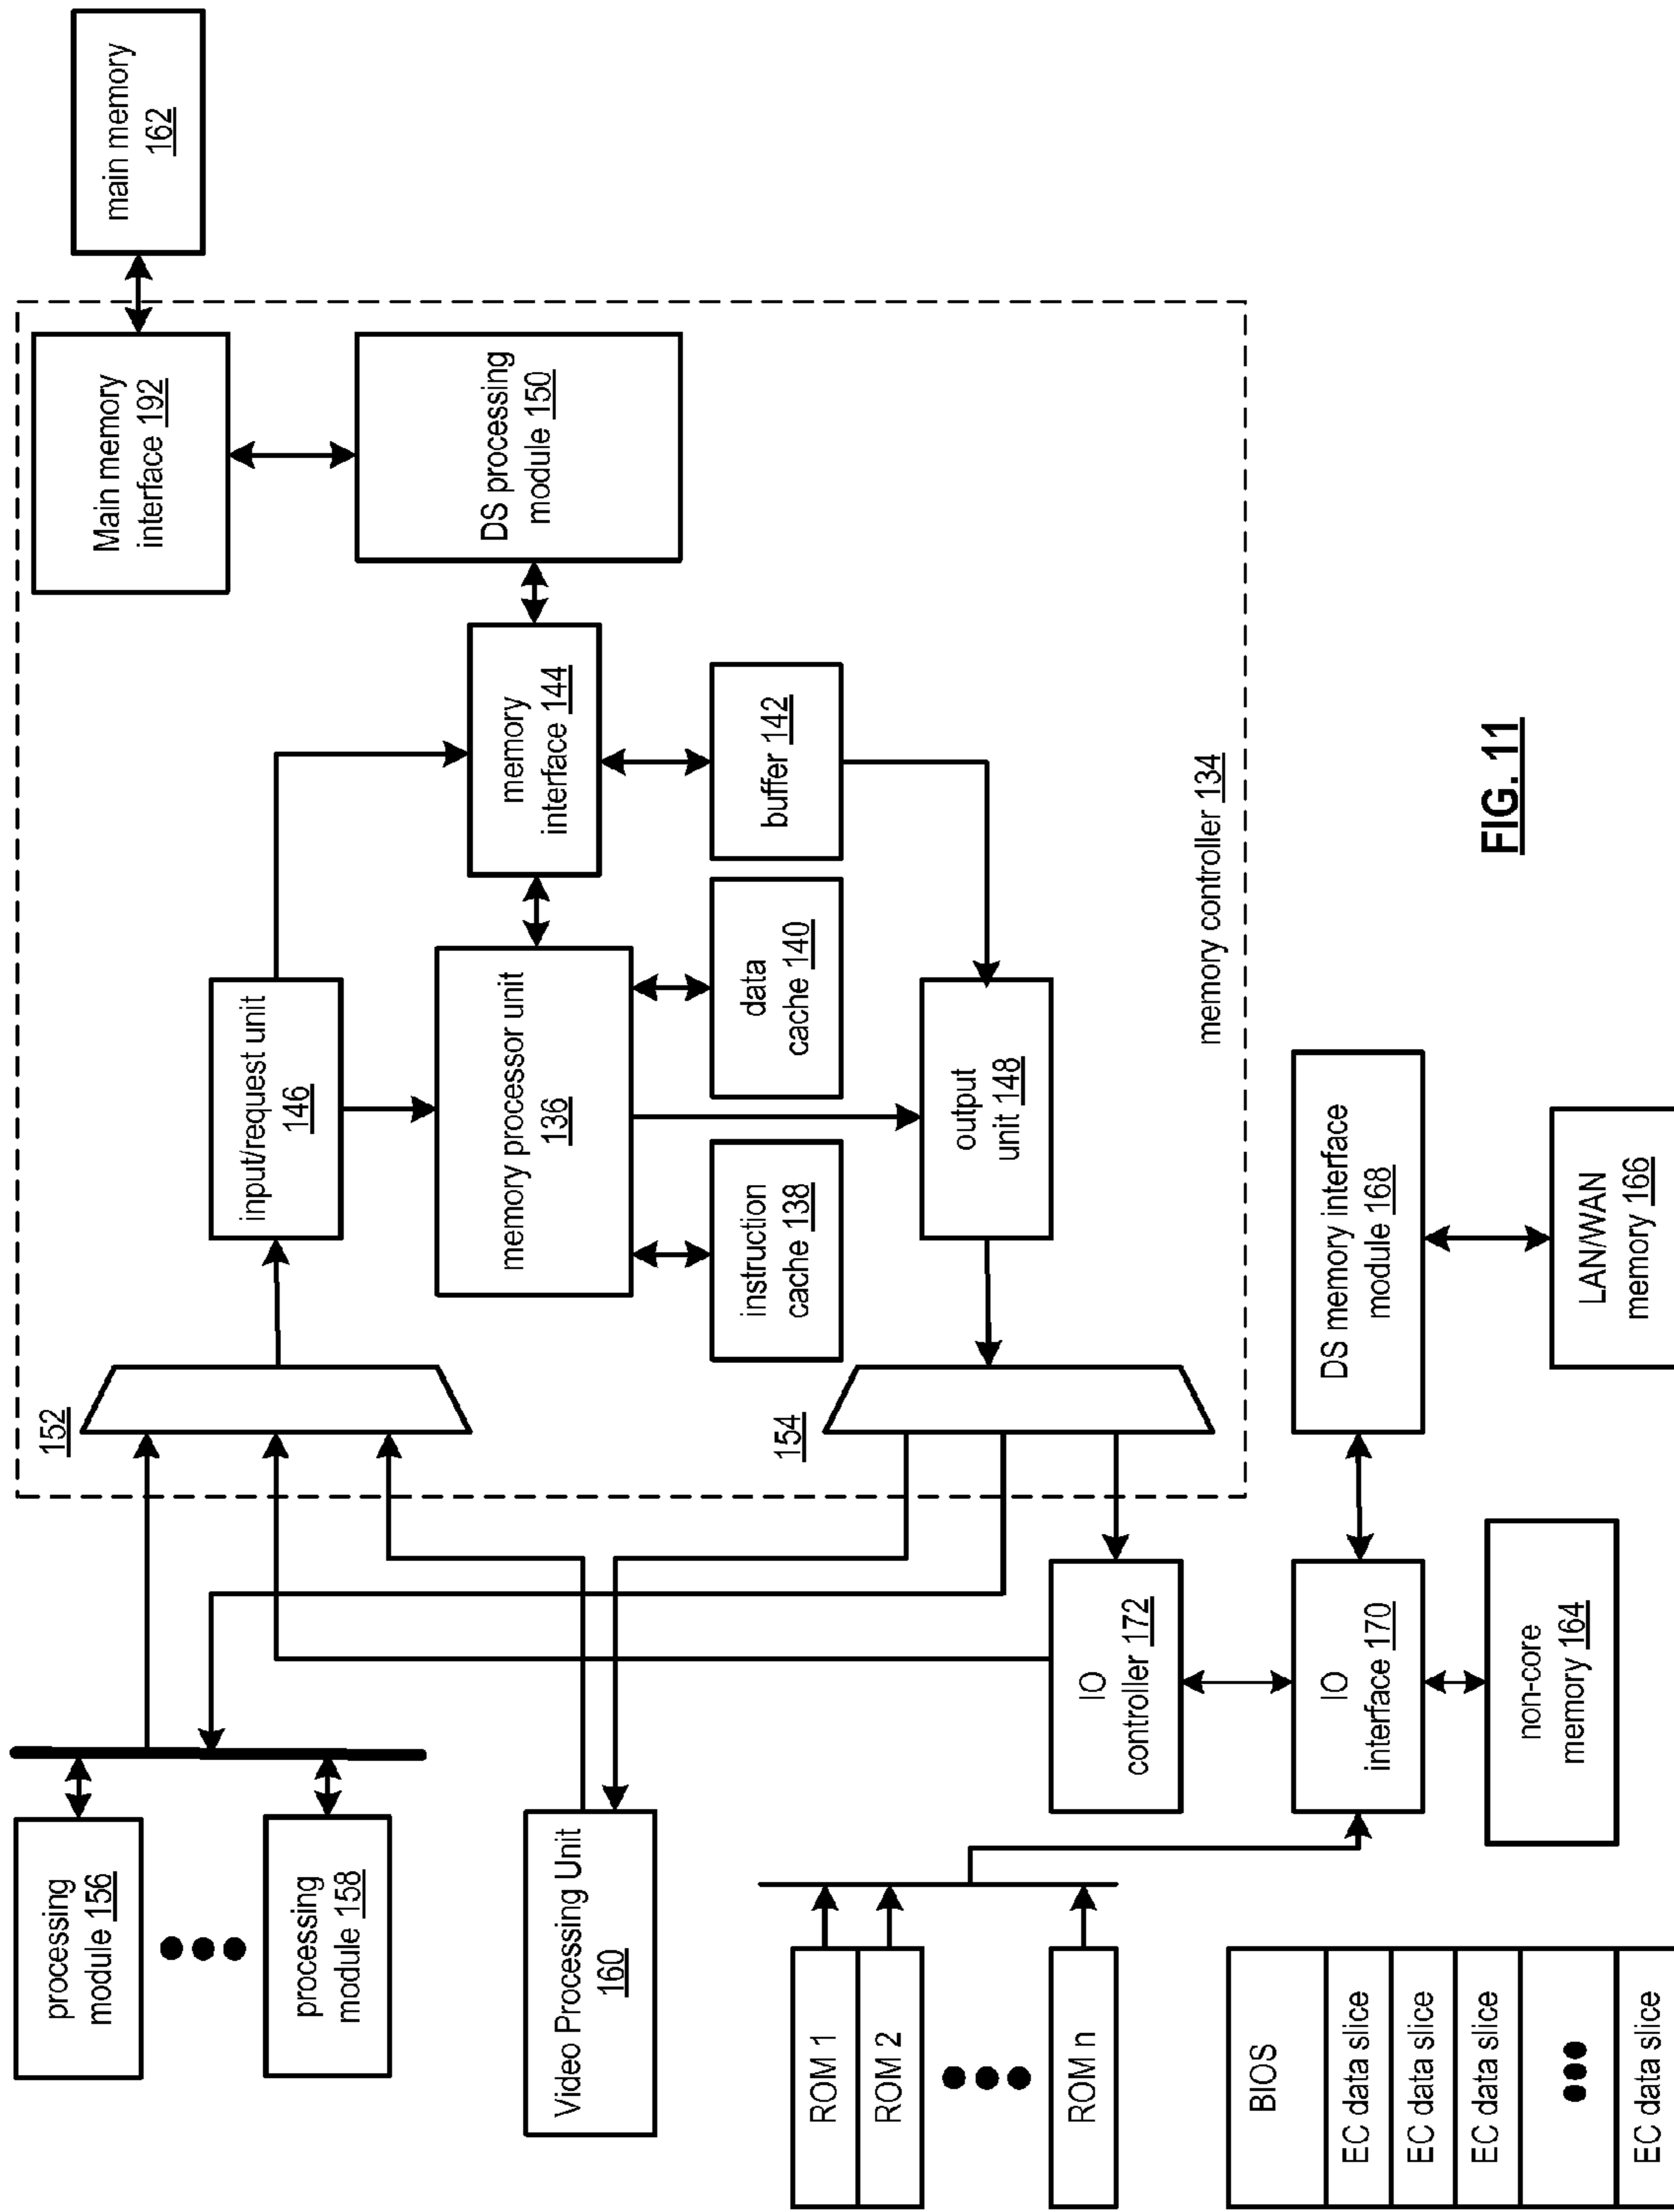 processing
module 156
processing
module 158
Video Processing Unit
160
ROM 1
ROM 2
ROM n
BIOS
EC data slice
EC data slice
EC data slice
EC data slice
152
154
IO
controller 172
IO
interface 170
non-core
memory 164
input/request unit
146
memory processor unit
136
instruction
cache 138
data
cache 140
output
unit 148
DS memory interface
module 168
LAN/WAN
memory 166
memory
interface 144
buffer 142
memory controller 134
Main memory
interface 192
DS processing
module 150
main memory
162
FIG. 11